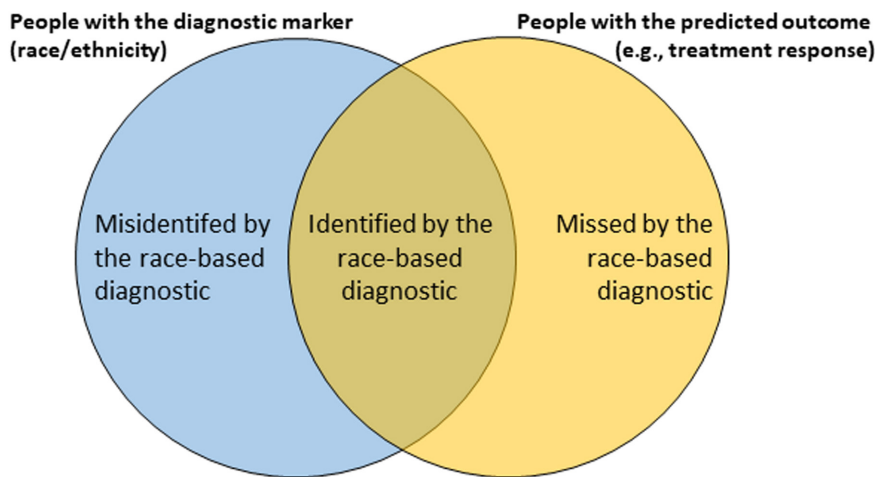 People with the diagnostic marker
(race/ethnicity)
People with the predicted outcome
(e.g., treatment response)
Misidentifed by
the race-based
diagnostic
Identified by the
race-based
diagnostic
Missed by the
race-based
diagnostic